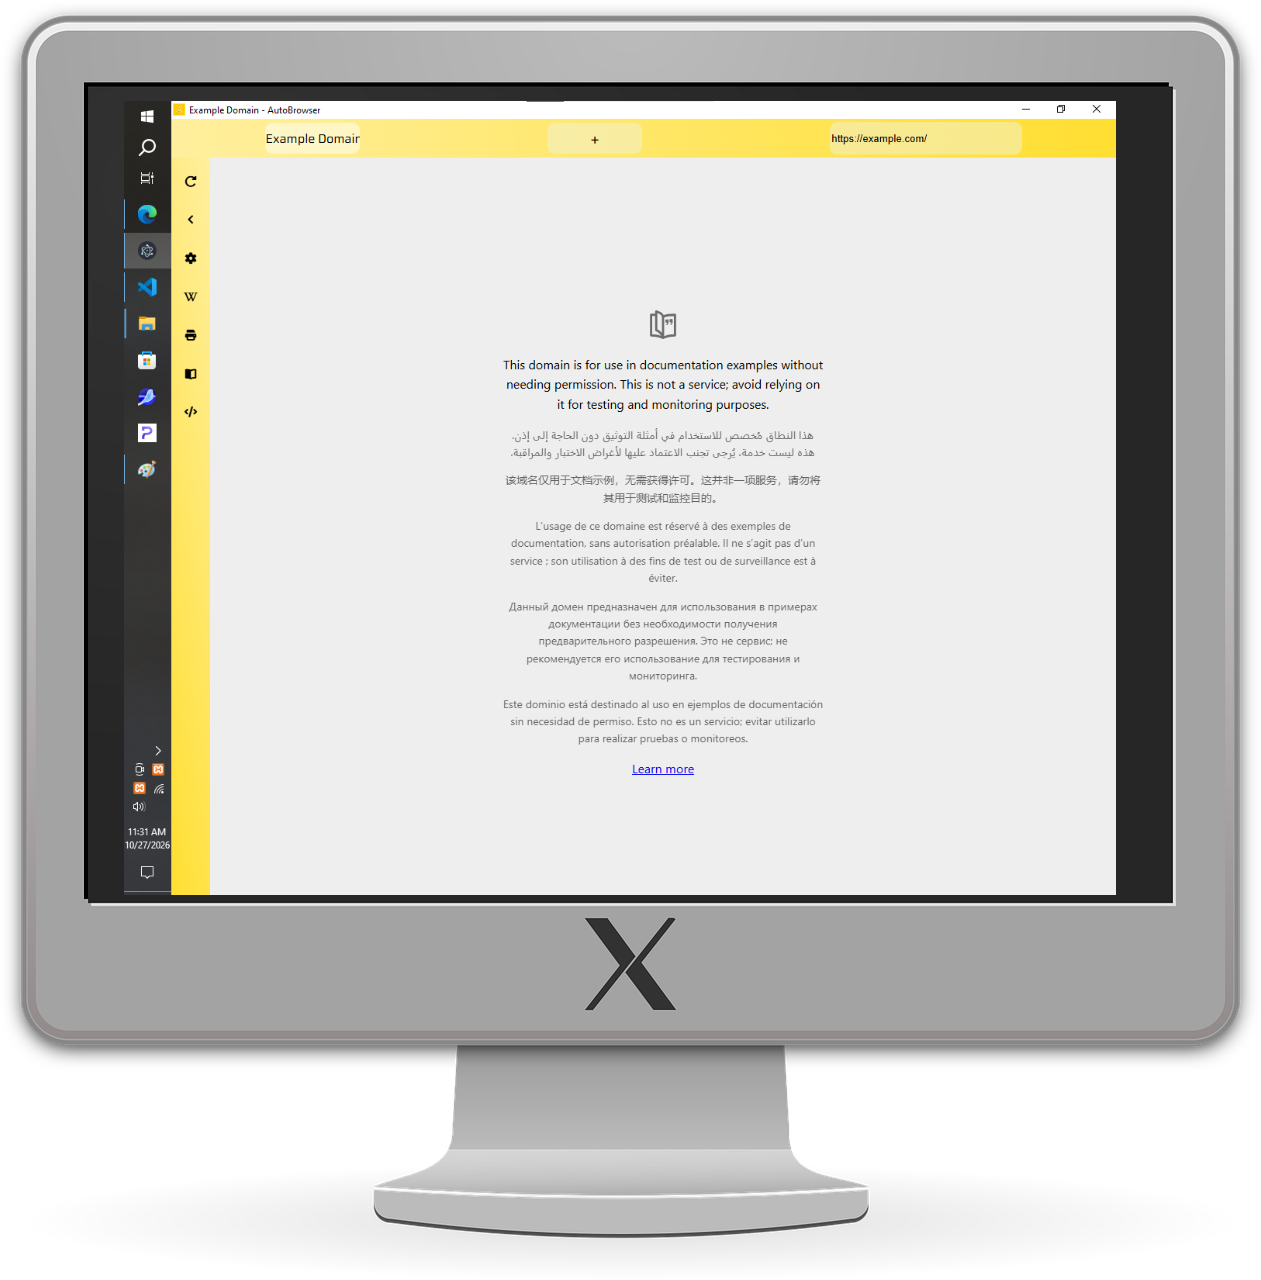 Example Domain - AutoBrowser
Example Domair
+
https://example.com/
W
This domain is for use in documentation examples without
needing permission. This is not a service; avoid relying on
it for testing and monitoring purposes.
هذا النطاق مُخصص للاستخدام في أمثلة التوثيق دون الحاجة إلى إذن.
هذه ليست خدمة، يُرجى تجنب الاعتماد عليها لأغراض الاختبار والمراقبة.
该域名仅用于文档示例，无需获得许可。这并非一项服务，请勿将
其用于测试和监控目的。
L'usage de ce domaine est réservé à des exemples de
documentation, sans autorisation préalable. Il ne s'agit pas d'un
service ; son utilisation à des fins de test ou de surveillance est à
éviter.
Данный домен предназначен для использования в примерах
документации без необходимости получения
предварительного разрешения. Это не сервис; не
рекомендуется его использование для тестирования и
мониторинга.
Este dominio está destinado al uso en ejemplos de documentación
sin necesidad de permiso. Esto no es un servicio; evitar utilizarlo
para realizar pruebas o monitoreos.
Learn more
11:31 AM
10/27/2026
X